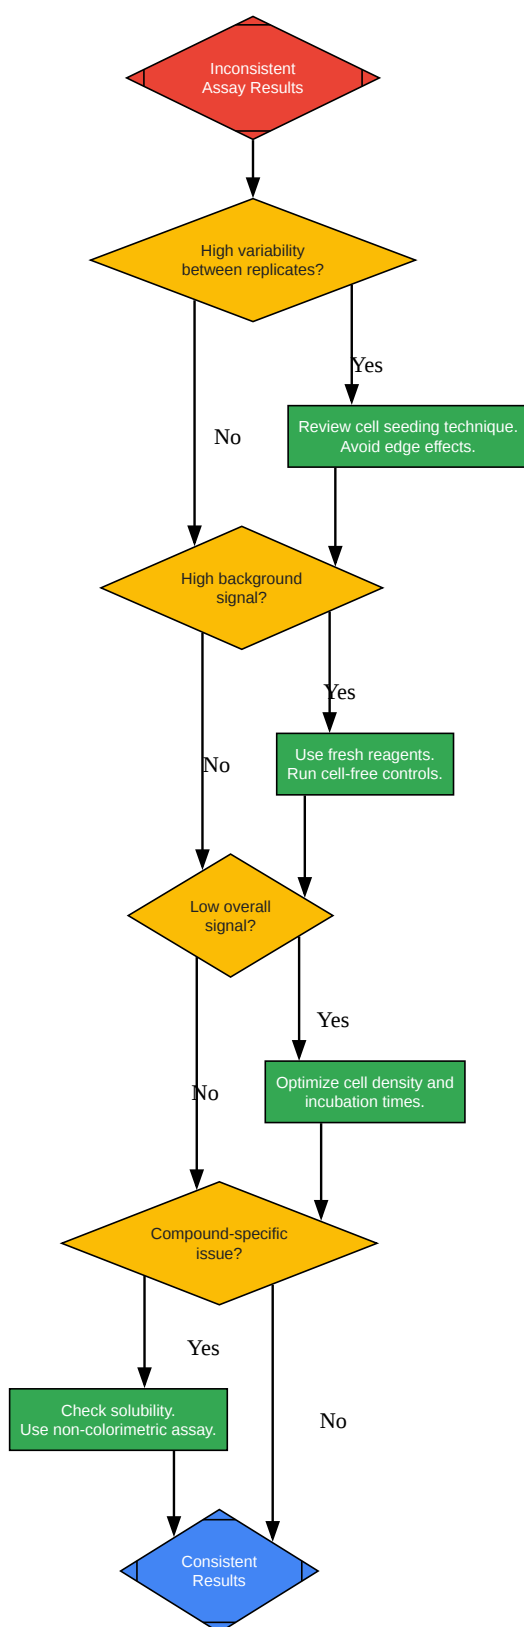 Inconsistent
Assay Results
High variability
between replicates?
Yes
Review cell seeding technique.
Avoid edge effects.
No
High background
signal?
Yes
Use fresh reagents.
Run cell-free controls.
No
Low overall
signal?
Yes
Optimize cell density and
incubation times.
No
Compound-specific
issue?
Yes
Check solubility.
Use non-colorimetric assay.
No
Consistent
Results